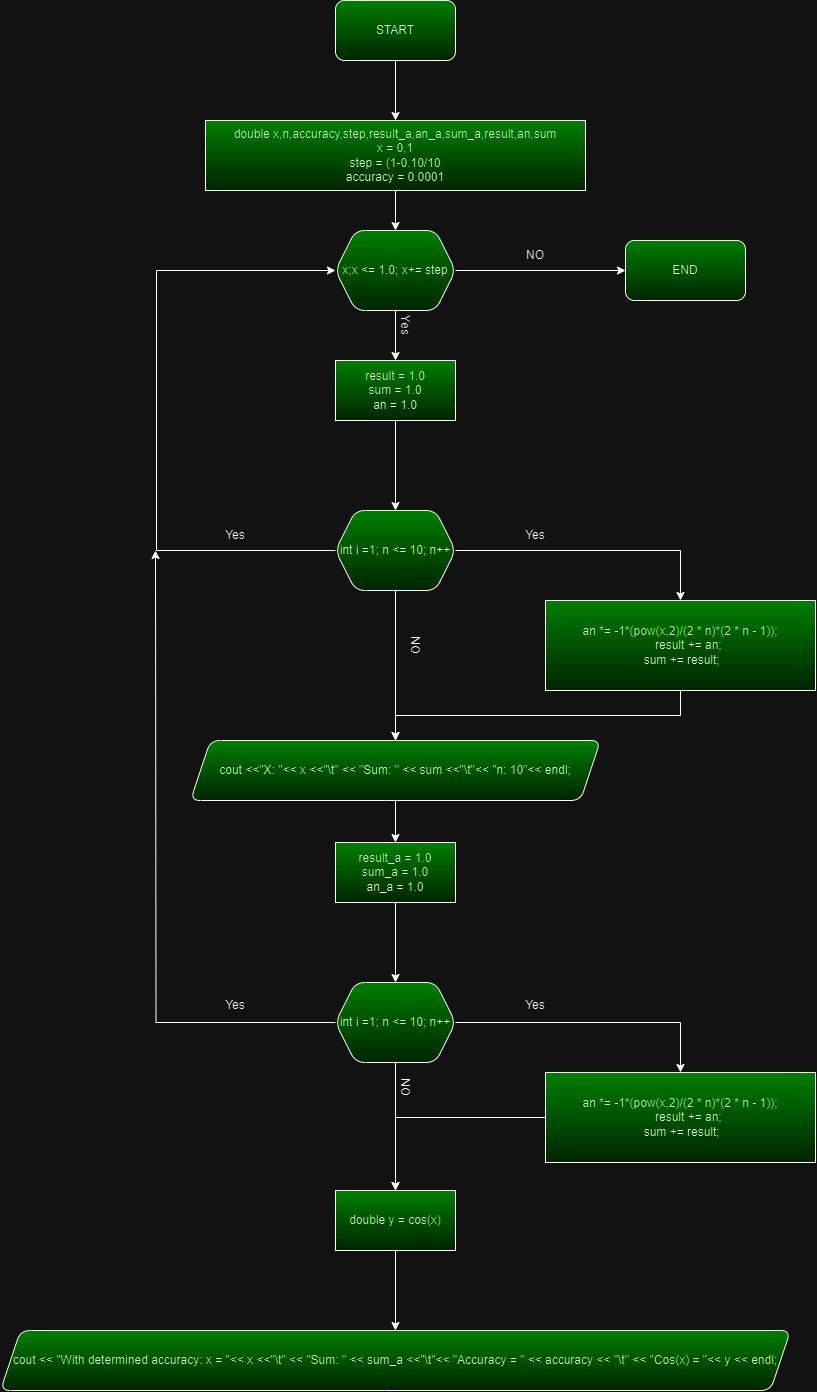 START
double x,n,accuracy,step,result_a,an_a,sum_a,result,an,sum
x = 0,1
step = (1-0.10/10
accuracy = 0.0001
x;x <= 1.0; x+= step
NO
END
Yes
result = 1.0
sum = 1.0
an = 1.0
Yes
int i =1; n <= 10; n++
Yes
an *= -1*(pow(x,2)/(2 * n)*(2 * n - 1));
result += an;
sum += result;
NO
cout <<"X: "<< x <<"\t" << "Sum: " << sum <<"\t"<< "n: 10"<< endl;
result_a = 1.0
sum_a = 1.0
an_a = 1.0
Yes
int i =1; n <= 10; n++
Yes
NO
an *= -1*(pow(x,2)/(2 * n)*(2 * n - 1));
result += an;
sum += result;
double y = cos(x)
cout << "With determined accuracy: x = "<< x <<"\t" << "Sum: " << sum_a <<"\t"<< "Accuracy = " << accuracy << "\t" << "Cos(x) = "<< y << endl;